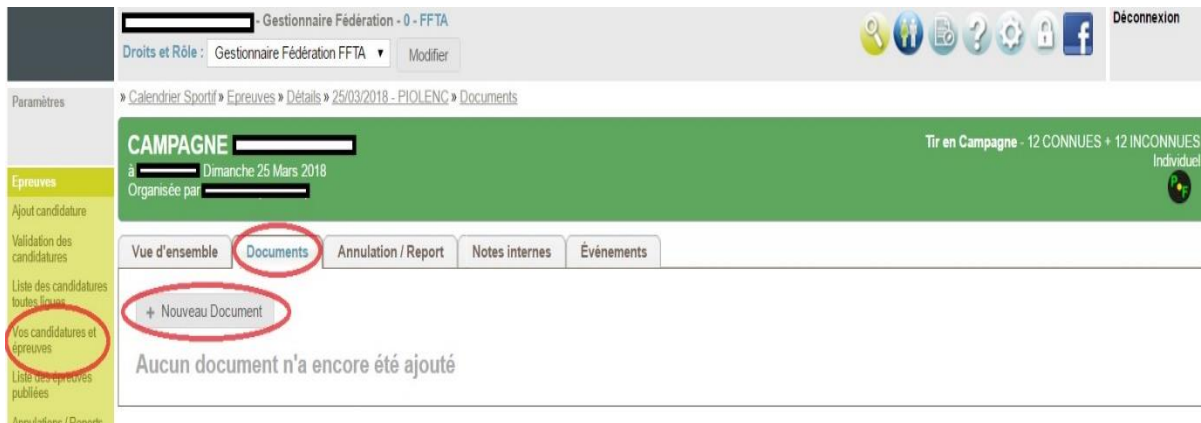 - Gestionnaire Fédération - 0 - FFTA
Déconnexion
Droits et Rôle : Gestionnaire Fédération FFTA Modifier
Paramètres
» Calendrier Sportif » Epreuves » Détails » 25/03/2018 - PIOLENC » Documents
CAMPAGNE
Tir en Campagne - 12 CONNUES + 12 INCONNUES
à Dimanche 25 Mars 2018
Individuel
Organisée par
Epreuves
Ajout candidature
Validation des
candidatures
Liste des candidatures
toutes ligues
Vos candidatures et
épreuves
Liste des épreuves
publiées
Annulations / Reports
Vue d'ensemble Documents Annulation / Report Notes internes Événements
+ Nouveau Document
Aucun document n'a encore été ajouté